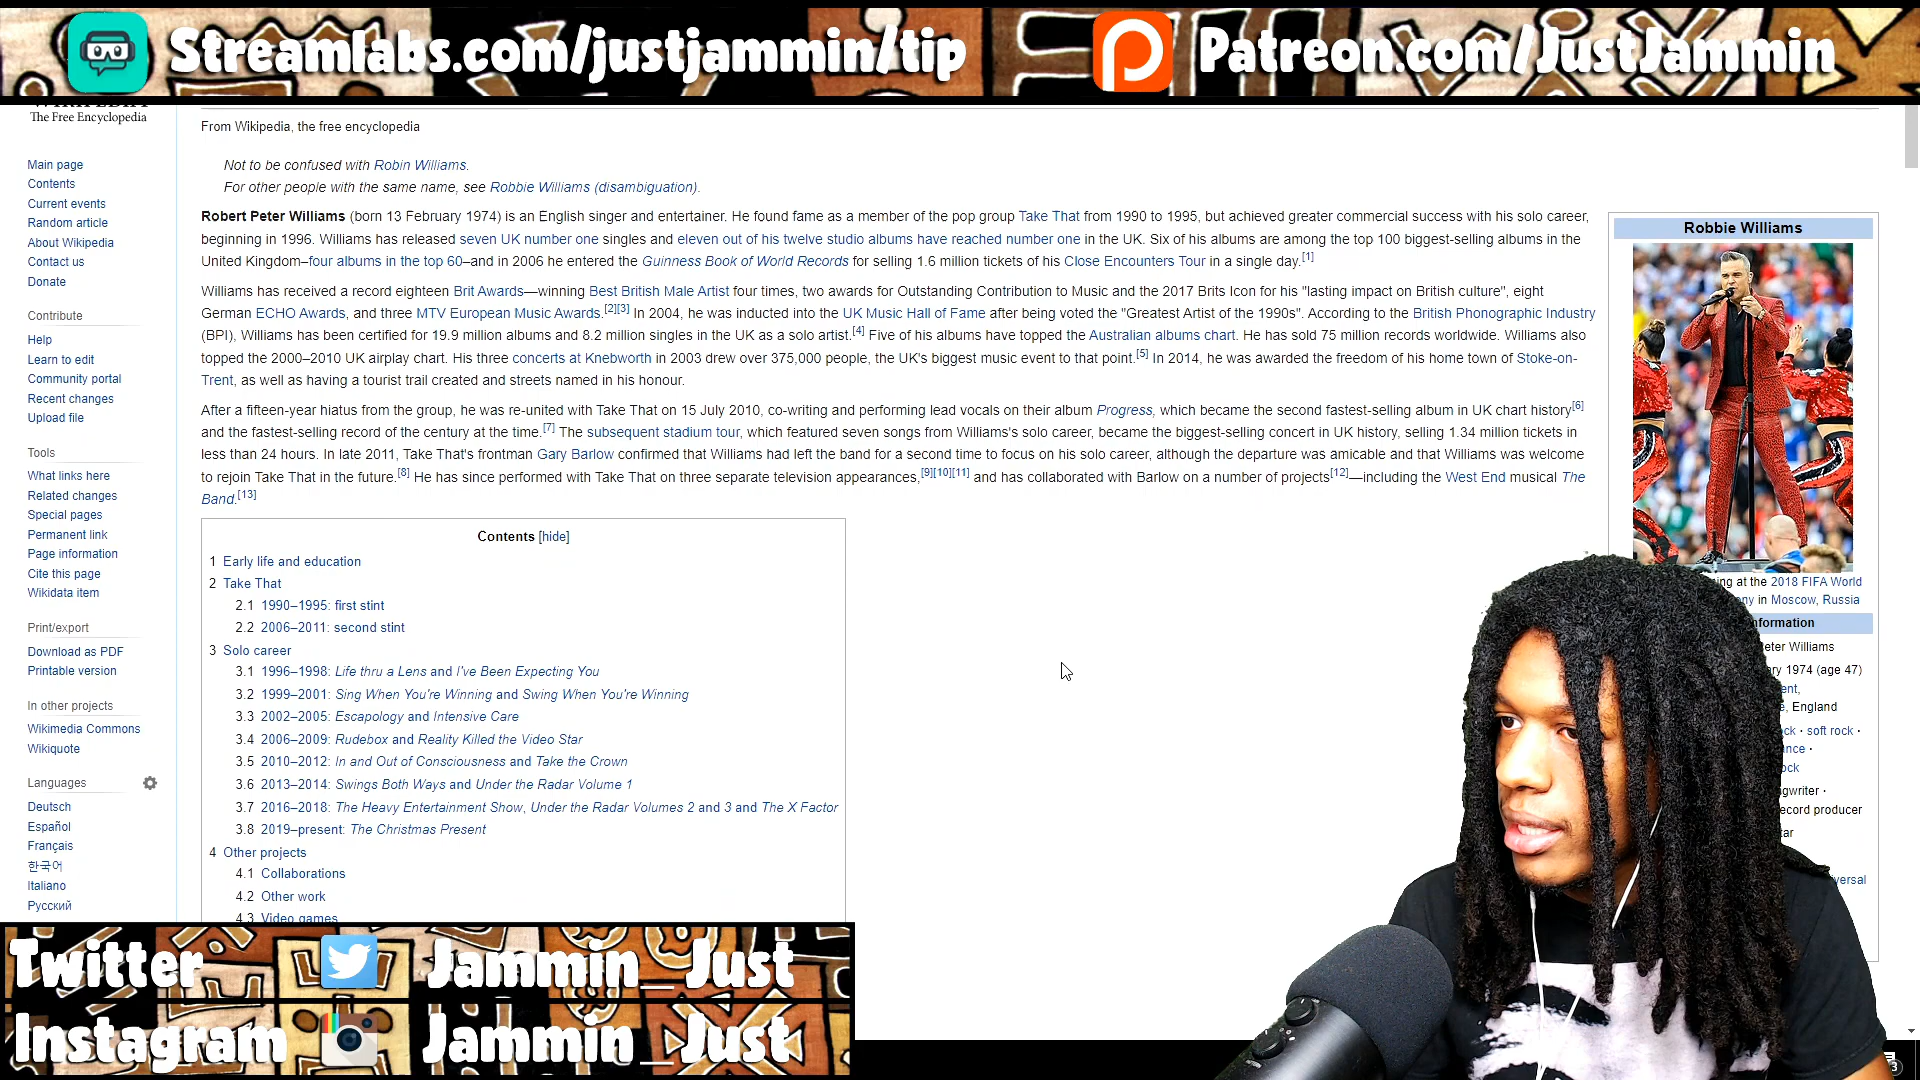 Streamlabs.com/justjammin/tip
Patreon.com/JustJammin
The Free Encyclopedia
Main page
Contents
Current events
Random article
About Wikipedia
Contact us
Donate
Contribute
Help
Learn to edit
Community portal
Recent changes
Upload file
Tools
What links here
Related changes
Special pages
Permanent link
Page information
Cite this page
Wikidata item
Print/export
Download as PDF
Printable version
In other projects
Wikimedia Commons
Wikiquote
Languages
Deutsch
Español
Français
한국어
Italiano
Русский
From Wikipedia, the free encyclopedia
Not to be confused with Robin Williams.
For other people with the same name, see Robbie Williams (disambiguation).
Robert Peter Williams (born 13 February 1974) is an English singer and entertainer. He found fame as a member of the pop group Take That from 1990 to 1995, but achieved greater commercial success with his solo career,
beginning in 1996. Williams has released seven UK number one singles and eleven out of his twelve studio albums have reached number one in the UK. Six of his albums are among the top 100 biggest-selling albums in the
United Kingdom–four albums in the top 60–and in 2006 he entered the Guinness Book of World Records for selling 1.6 million tickets of his Close Encounters Tour in a single day.[1]
Williams has received a record eighteen Brit Awards—winning Best British Male Artist four times, two awards for Outstanding Contribution to Music and the 2017 Brits Icon for his "lasting impact on British culture", eight
German ECHO Awards, and three MTV European Music Awards.[2][3] In 2004, he was inducted into the UK Music Hall of Fame after being voted the "Greatest Artist of the 1990s". According to the British Phonographic Industry
(BPI), Williams has been certified for 19.9 million albums and 8.2 million singles in the UK as a solo artist.[4] Five of his albums have topped the Australian albums chart. He has sold 75 million records worldwide. Williams also
topped the 2000–2010 UK airplay chart. His three concerts at Knebworth in 2003 drew over 375,000 people, the UK's biggest music event to that point.[5] In 2014, he was awarded the freedom of his home town of Stoke-on-
Trent, as well as having a tourist trail created and streets named in his honour.
After a fifteen-year hiatus from the group, he was re-united with Take That on 15 July 2010, co-writing and performing lead vocals on their album Progress, which became the second fastest-selling album in UK chart history[6]
and the fastest-selling record of the century at the time.[7] The subsequent stadium tour, which featured seven songs from Williams's solo career, became the biggest-selling concert in UK history, selling 1.34 million tickets in
less than 24 hours. In late 2011, Take That's frontman Gary Barlow confirmed that Williams had left the band for a second time to focus on his solo career, although the departure was amicable and that Williams was welcome
to rejoin Take That in the future.[8] He has since performed with Take That on three separate television appearances,[9][10][11] and has collaborated with Barlow on a number of projects[12]—including the West End musical The
Band.[13]
Contents [hide]
1 Early life and education
2 Take That
2.1 1990–1995: first stint
2.2 2006–2011: second stint
3 Solo career
3.1 1996–1998: Life thru a Lens and I've Been Expecting You
3.2 1999–2001: Sing When You're Winning and Swing When You're Winning
3.3 2002–2005: Escapology and Intensive Care
3.4 2006–2009: Rudebox and Reality Killed the Video Star
3.5 2010–2012: In and Out of Consciousness and Take the Crown
3.6 2013–2014: Swings Both Ways and Under the Radar Volume 1
3.7 2016–2018: The Heavy Entertainment Show, Under the Radar Volumes 2 and 3 and The X Factor
3.8 2019–present: The Christmas Present
4 Other projects
4.1 Collaborations
4.2 Other work
4.3 Video games
Robbie Williams
at the 2018 FIFA World
in Moscow, Russia
Williams
1974 (age 47)
England
soft rock ·
record producer
Twitter Jammin_Just
Instagram Jammin_Just